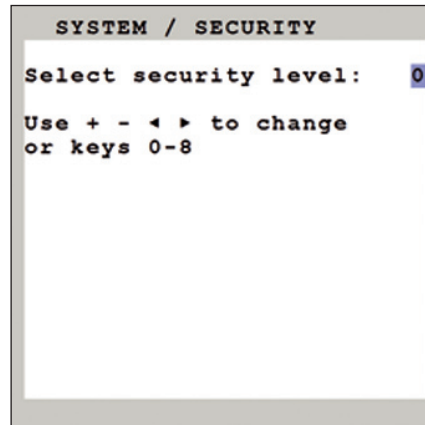 SYSTEM / SECURITY
Select security level: 0
Use + - ◄ ► to change
or keys 0-8